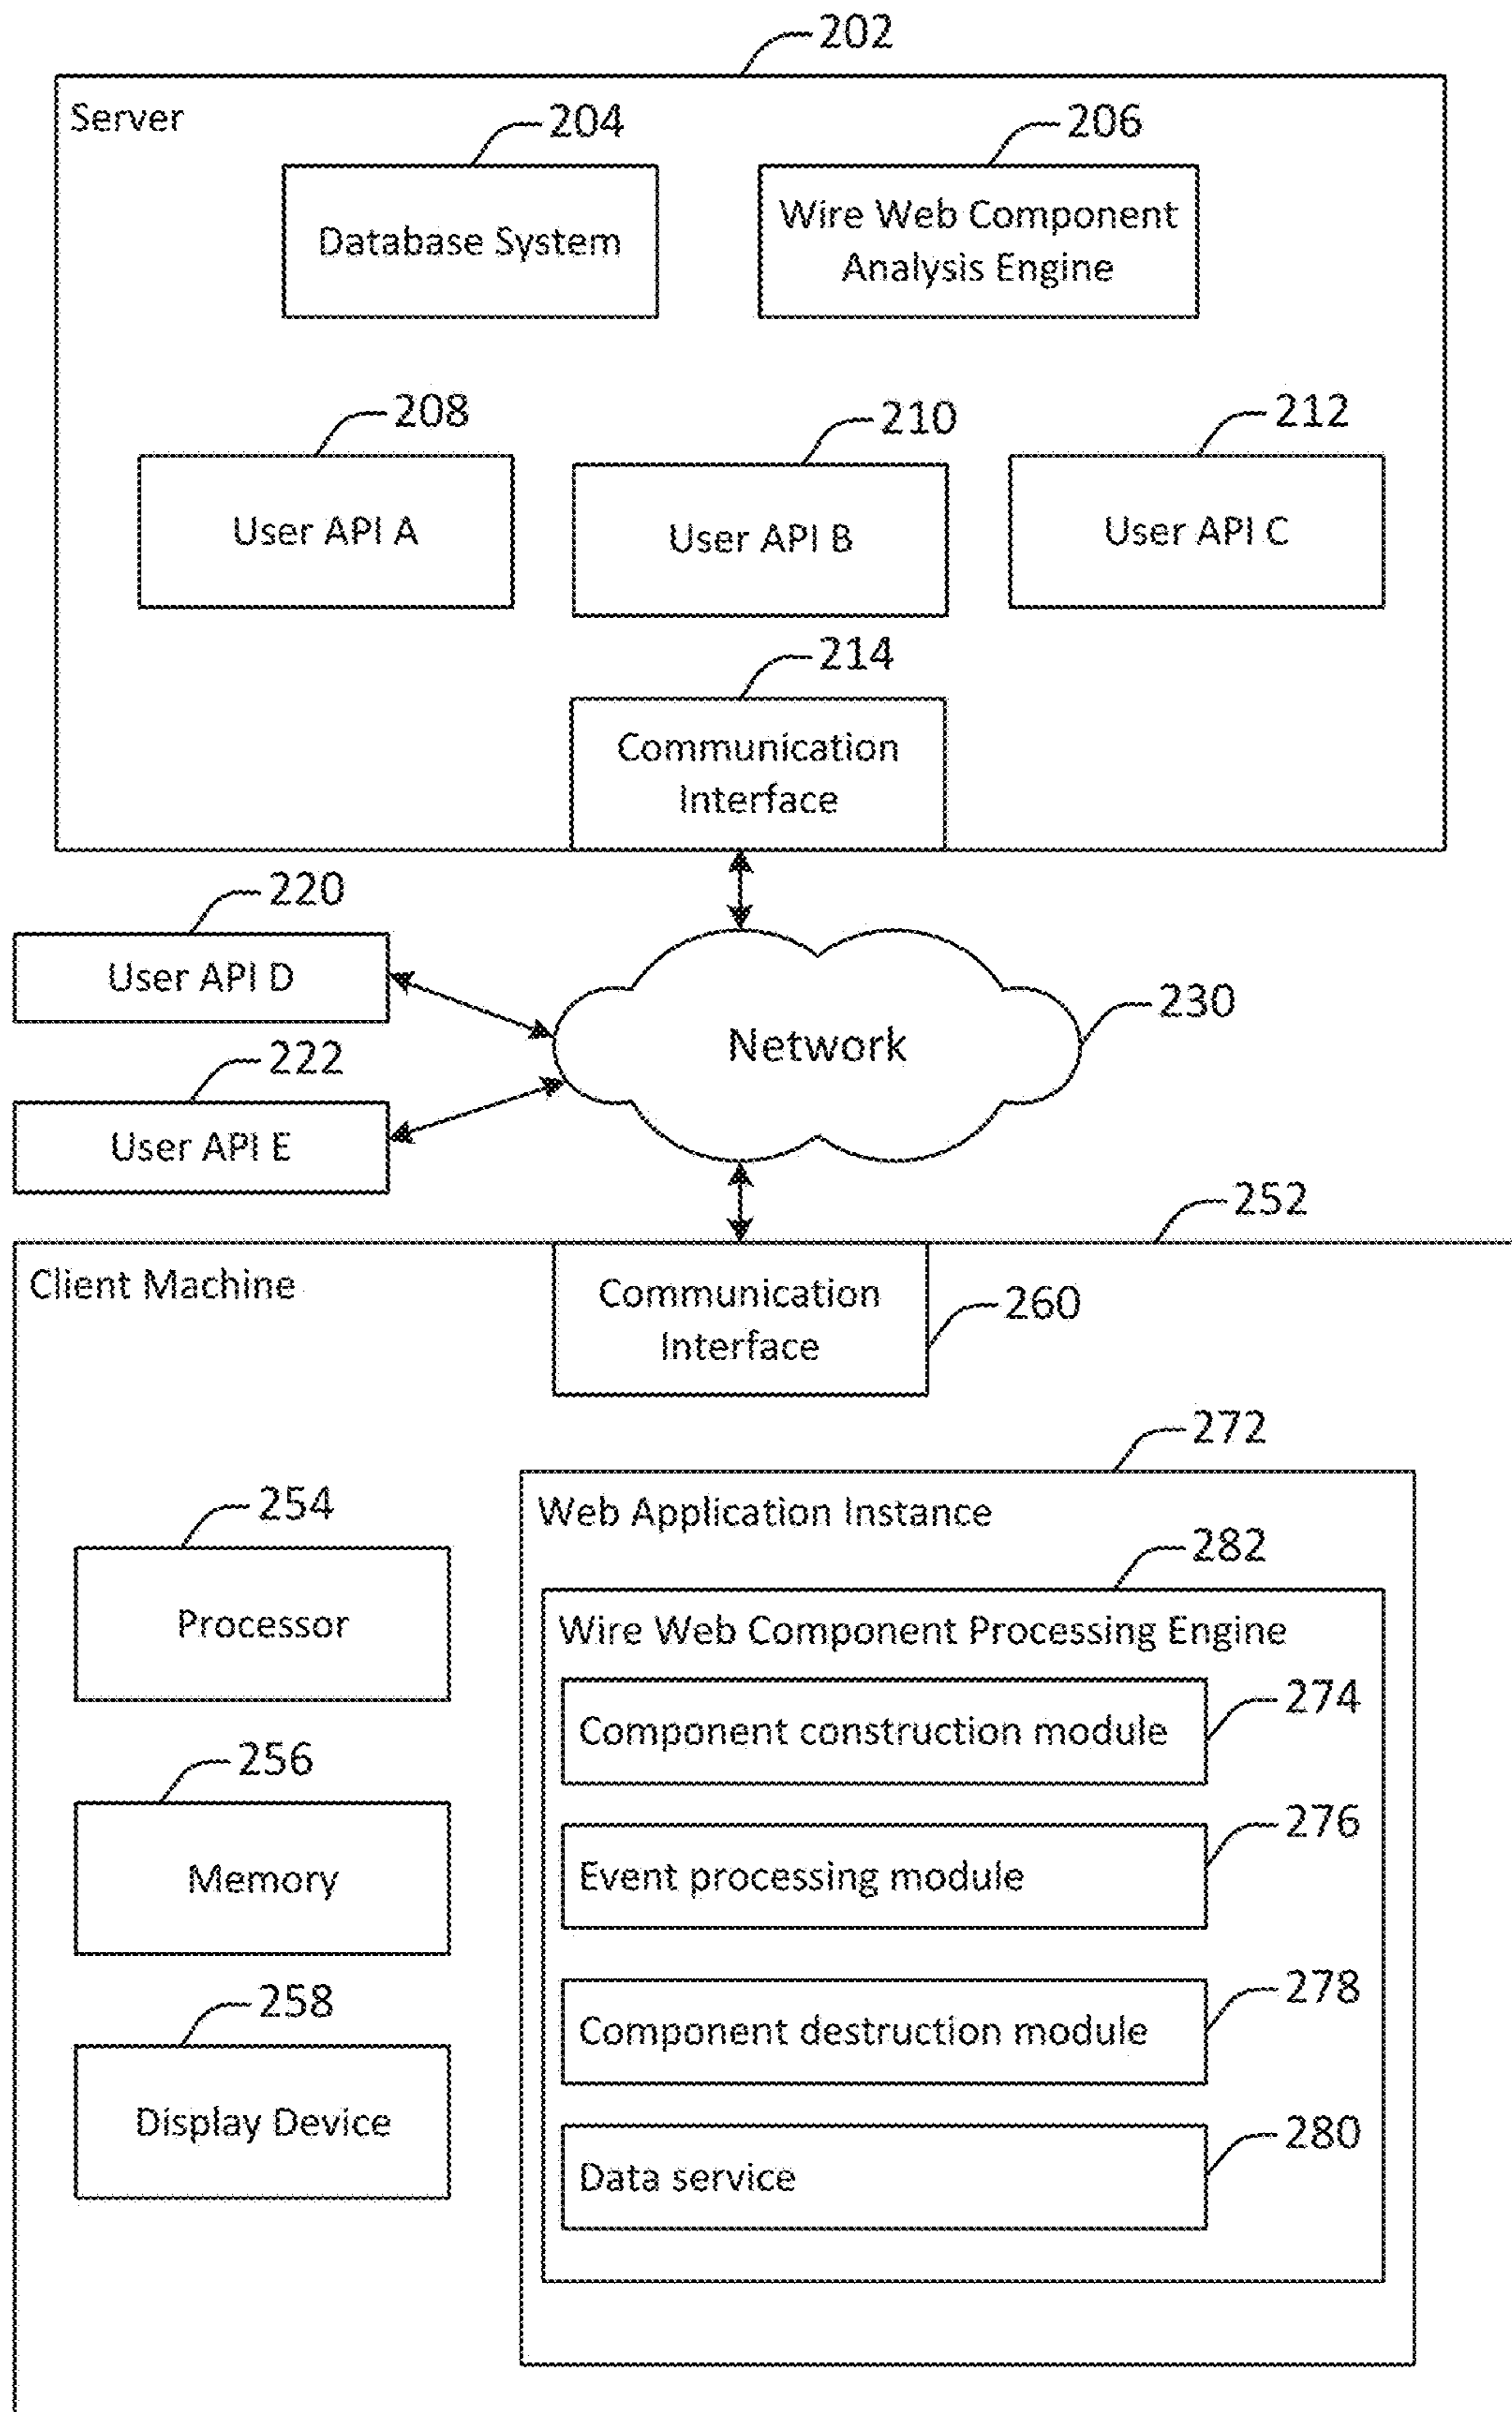 202
Server
204
206
Database System
Wire Web Component
Analysis Engine
208
210
212
User API A
User API B
User API C
214
Communication
Interface
220
User API D
230
Network
222
User API E
252
Client Machine
Communication
Interface
260
272
Web Application Instance
254
Processor
282
Wire Web Component Processing Engine
274
Component construction module
256
Memory
276
Event processing module
258
Display Device
278
Component destruction module
280
Data service